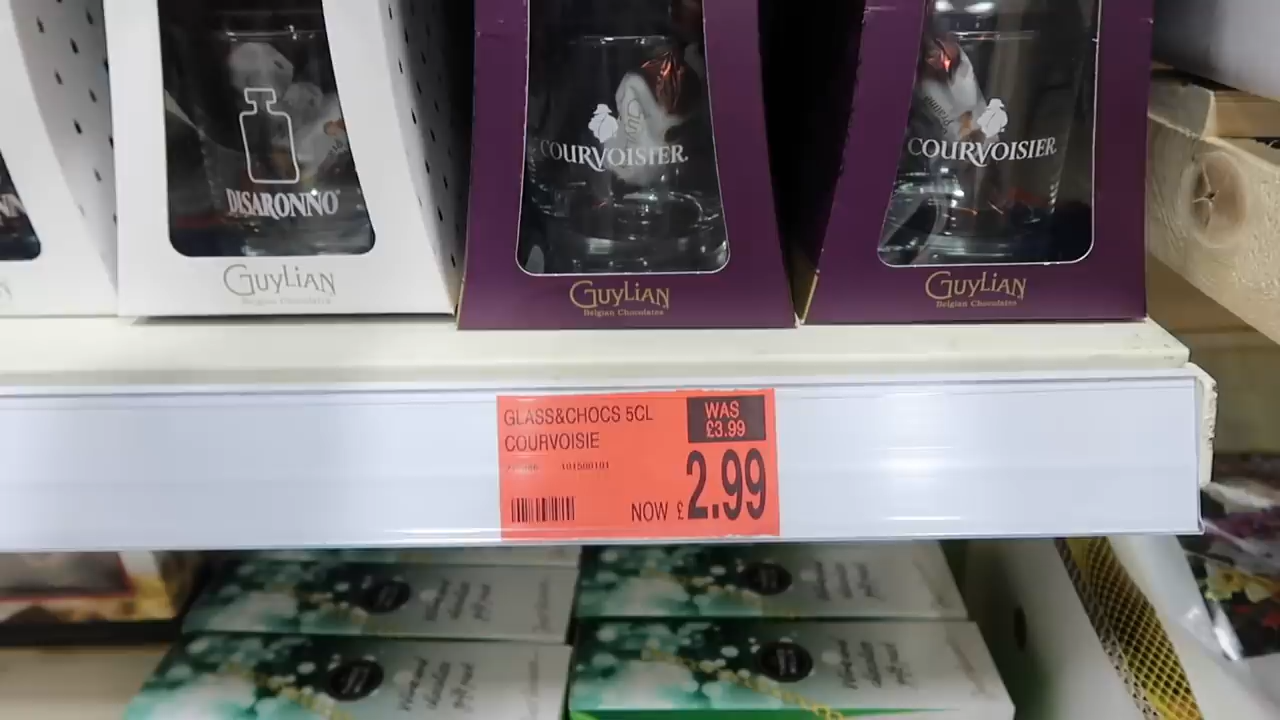 DISARONNO
GUYLIAN
Belgian Chocolates
COURVOISIER
GUYLIAN
Belgian Chocolates
COURVOISIER
GUYLIAN
Belgian Chocolates
GLASS&CHOCS 5CL
COURVOISIE
WAS
£3.99
101500101
NOW £2.99